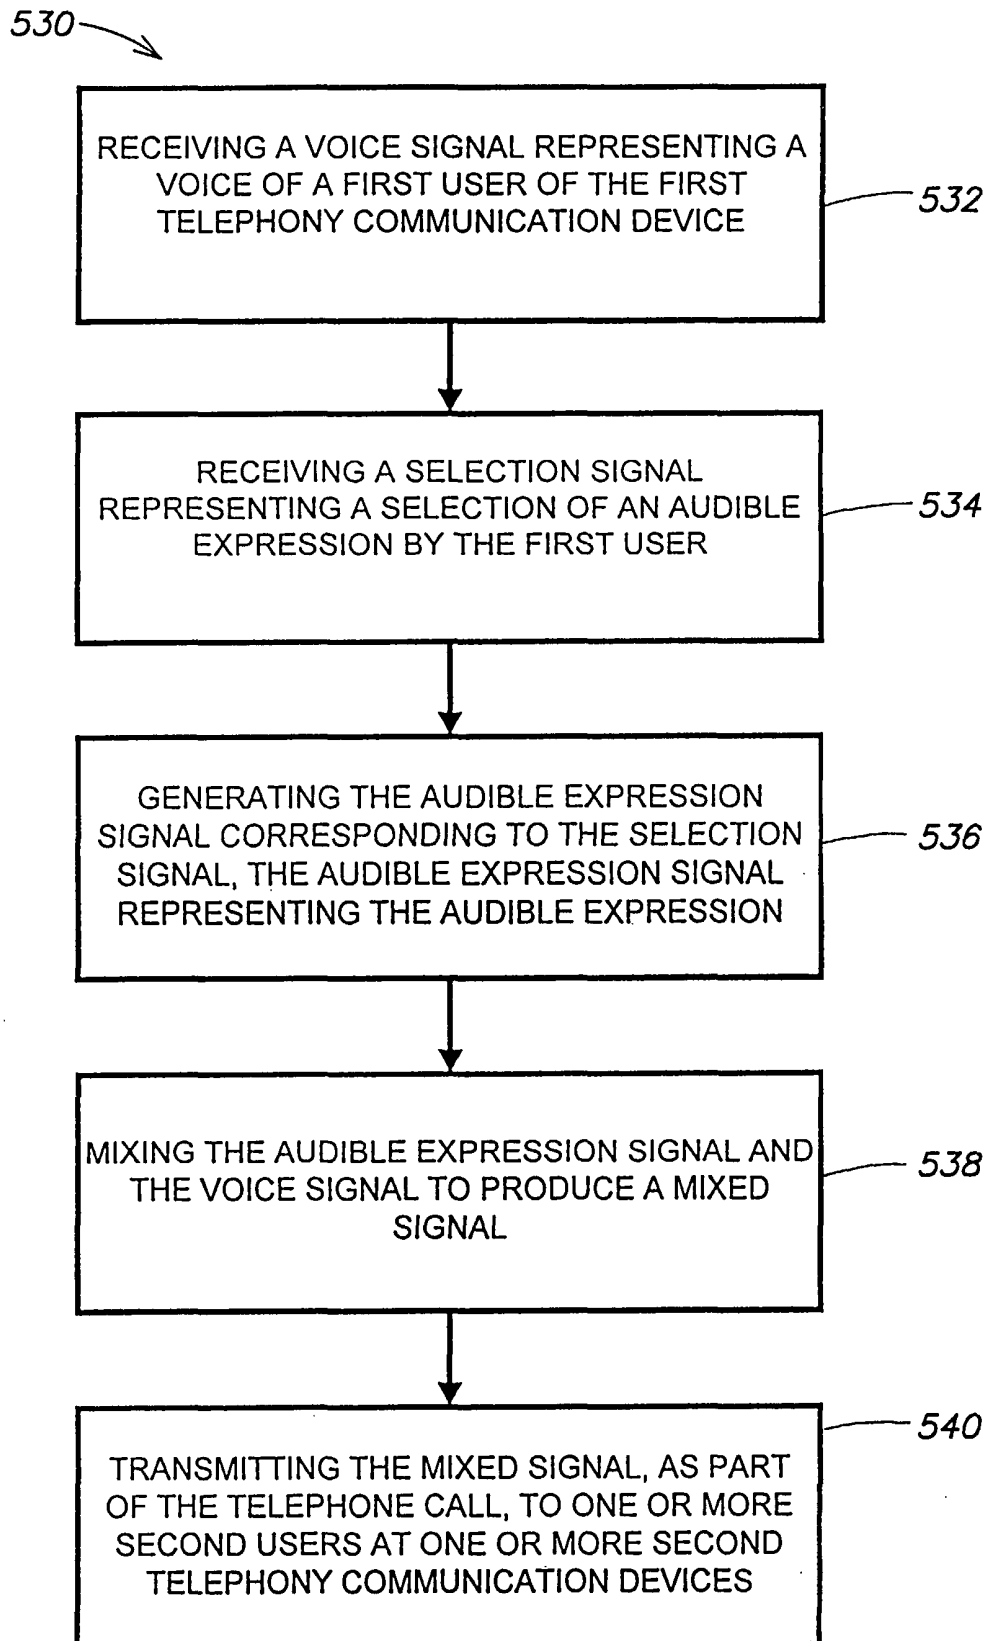 530
RECEIVING A VOICE SIGNAL REPRESENTING A
VOICE OF A FIRST USER OF THE FIRST
TELEPHONY COMMUNICATION DEVICE
532
RECEIVING A SELECTION SIGNAL
REPRESENTING A SELECTION OF AN AUDIBLE
EXPRESSION BY THE FIRST USER
534
GENERATING THE AUDIBLE EXPRESSION
SIGNAL CORRESPONDING TO THE SELECTION
SIGNAL, THE AUDIBLE EXPRESSION SIGNAL
REPRESENTING THE AUDIBLE EXPRESSION
536
MIXING THE AUDIBLE EXPRESSION SIGNAL AND
THE VOICE SIGNAL TO PRODUCE A MIXED
SIGNAL
538
TRANSMITTING THE MIXED SIGNAL, AS PART
OF THE TELEPHONE CALL, TO ONE OR MORE
SECOND USERS AT ONE OR MORE SECOND
TELEPHONY COMMUNICATION DEVICES
540